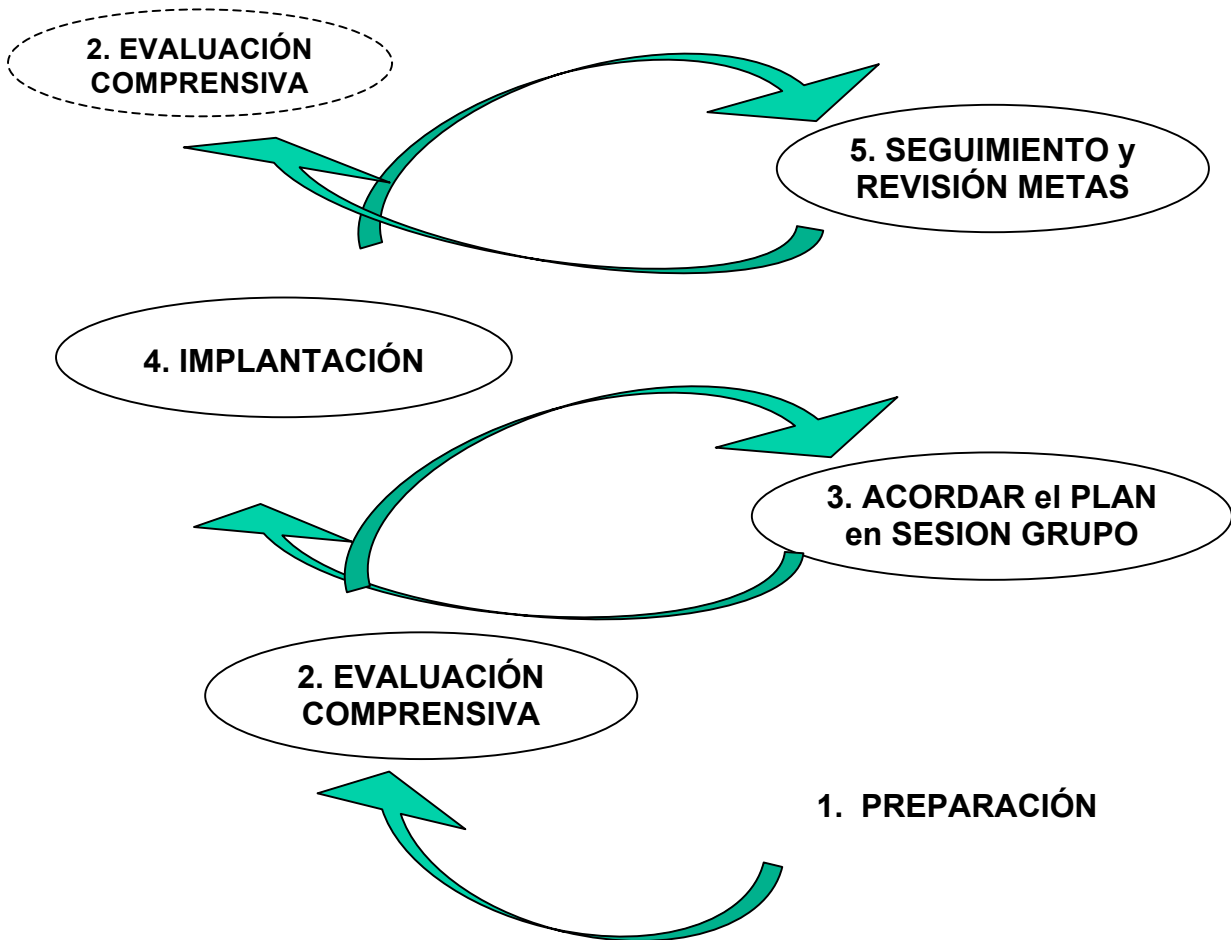 2. EVALUACIÓN
COMPRENSIVA
5. SEGUIMIENTO y
REVISIÓN METAS
4. IMPLANTACIÓN
3. ACORDAR el PLAN
en SESION GRUPO
2. EVALUACIÓN
COMPRENSIVA
1. PREPARACIÓN